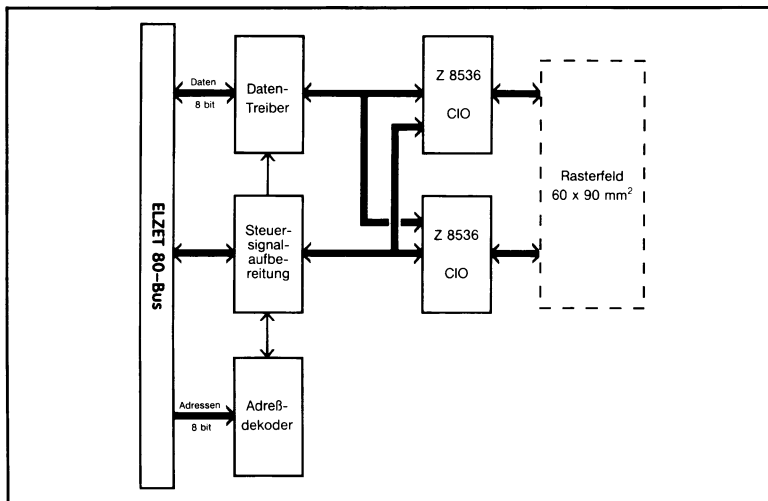 ELZET 80-Bus
Daten
8 bit
Daten-
Treiber
Z 8536
CIO
Rasterfeld
60 x 90 mm²
Steuer-
signal-
aufbe-
reitung
Z 8536
CIO
Adressen
8 bit
Adreß-
dekoder